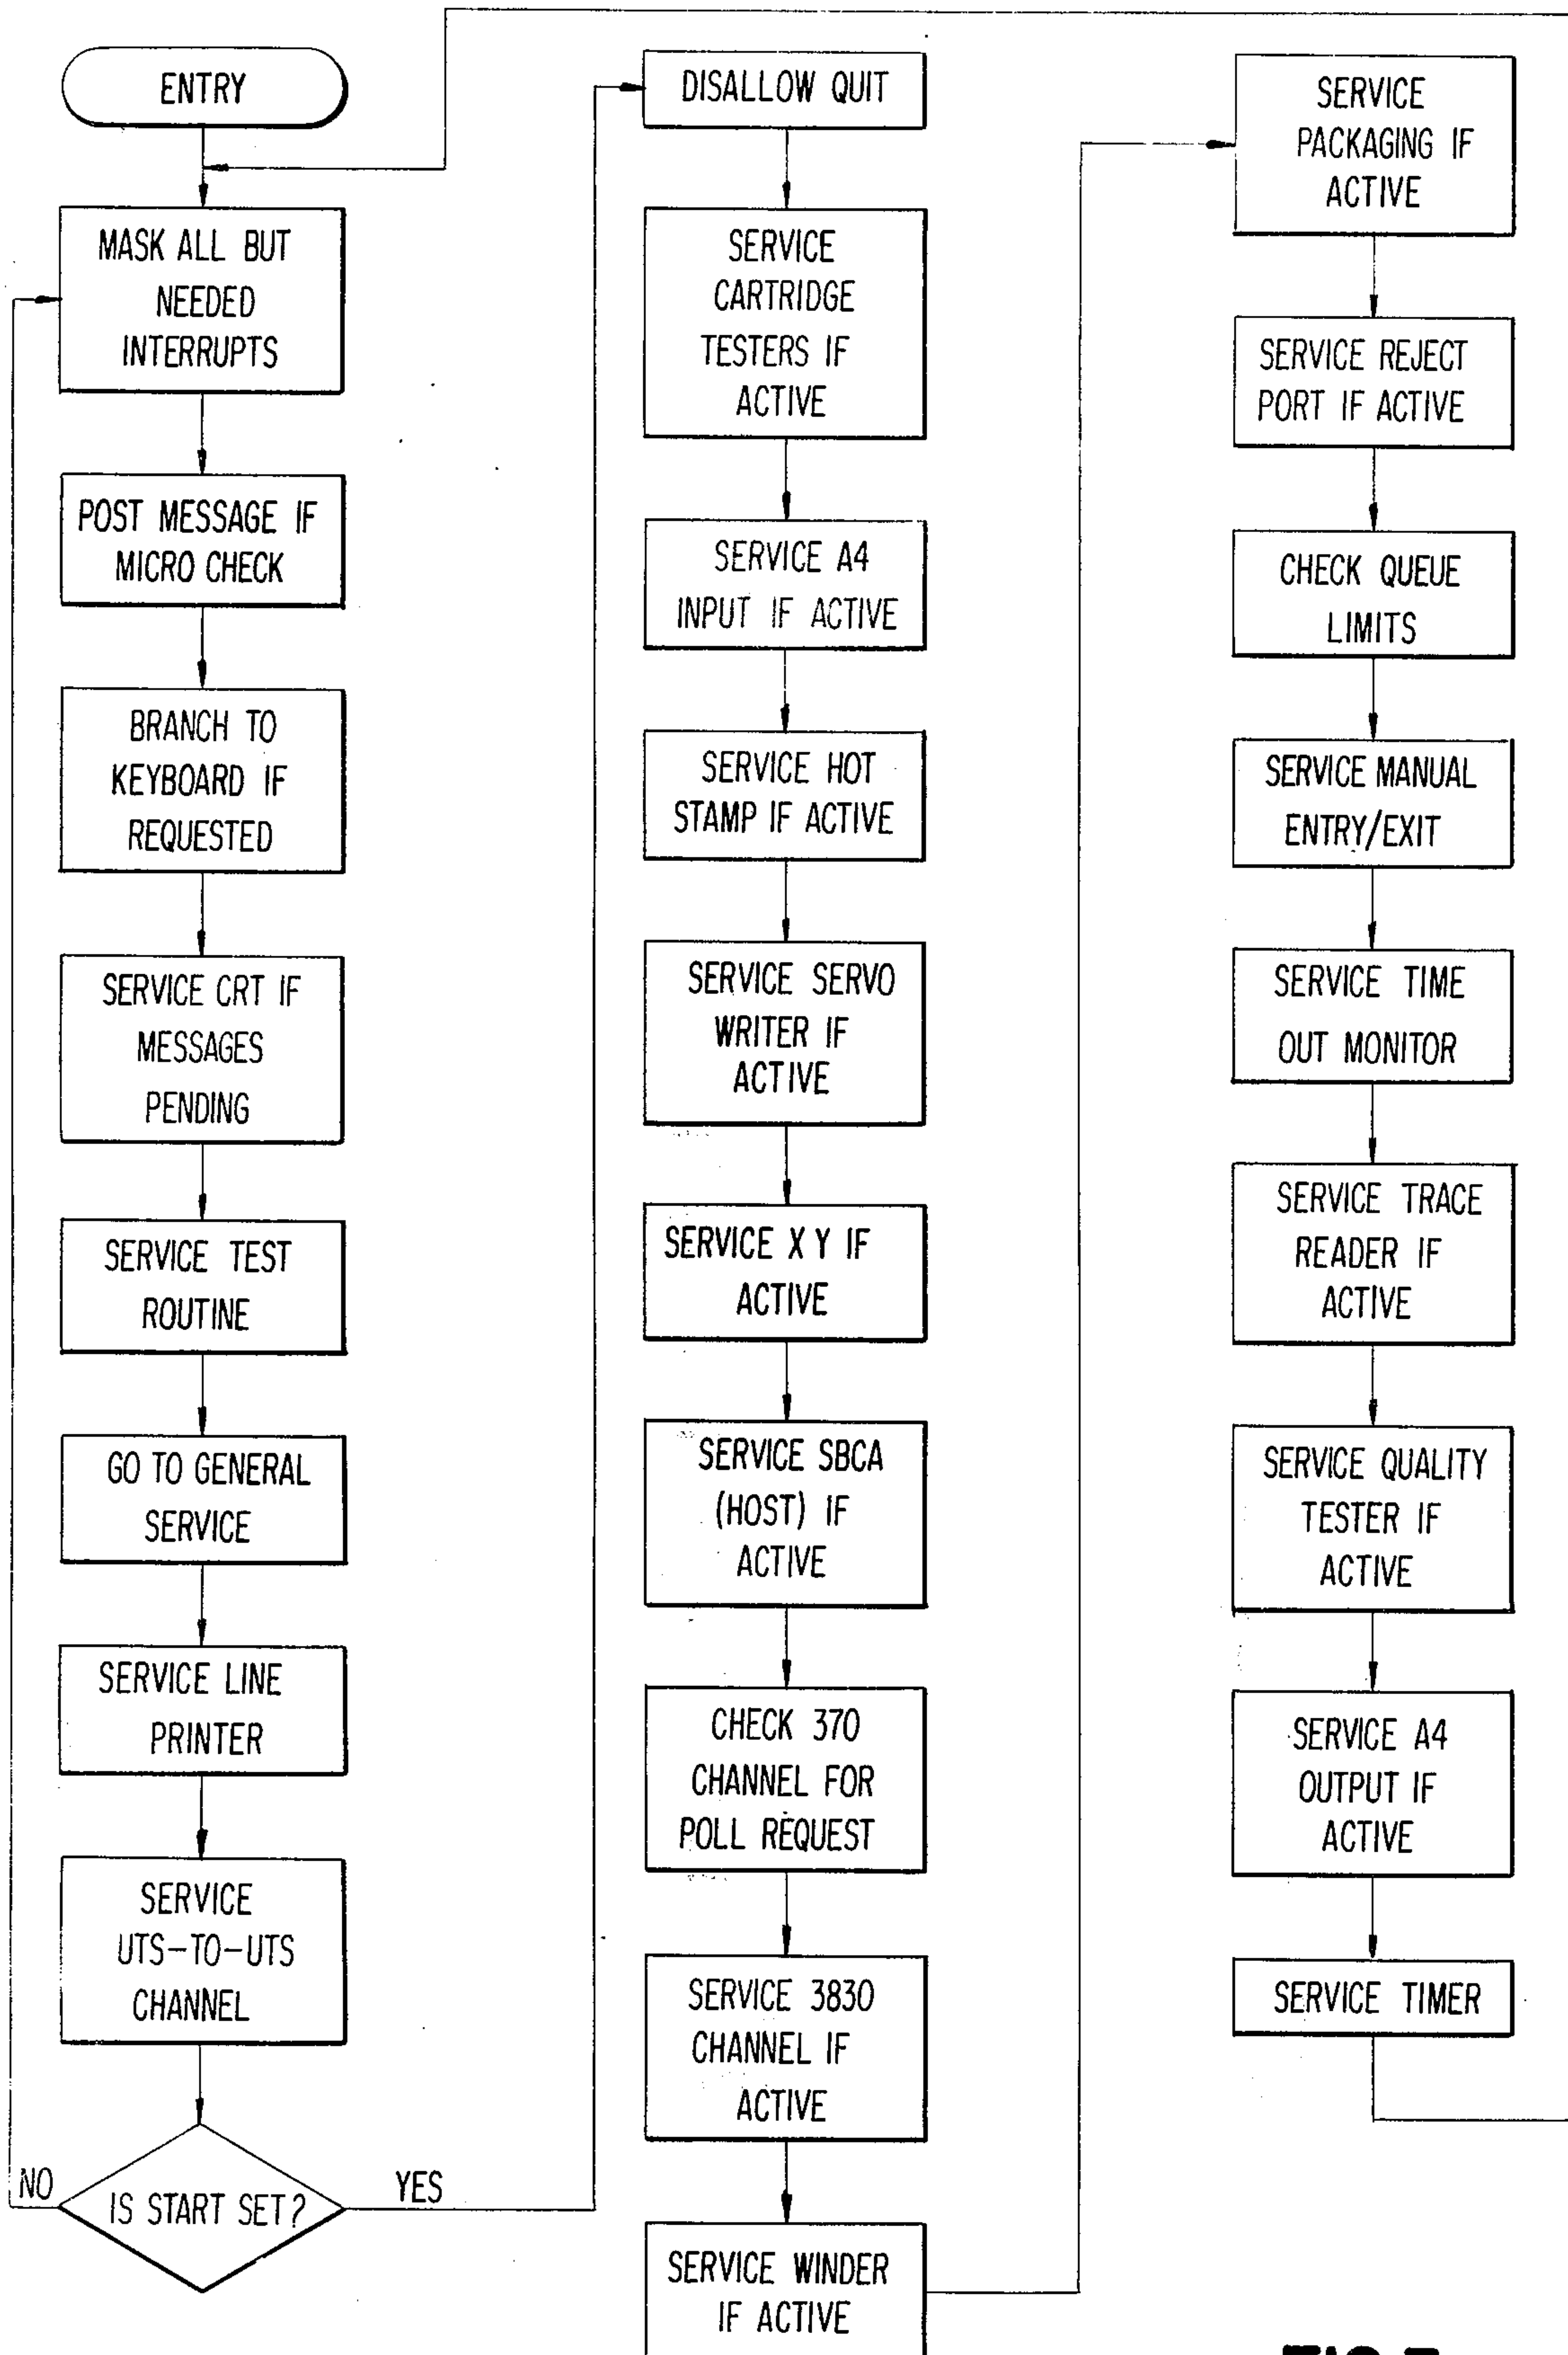 ENTRY
MASK ALL BUT
NEEDED
INTERRUPTS
POST MESSAGE IF
MICRO CHECK
BRANCH TO
KEYBOARD IF
REQUESTED
SERVICE CRT IF
MESSAGES
PENDING
SERVICE TEST
ROUTINE
GO TO GENERAL
SERVICE
SERVICE LINE
PRINTER
SERVICE
UTS-TO-UTS
CHANNEL
IS START SET?
NO
YES
DISALLOW QUIT
SERVICE
CARTRIDGE
TESTERS IF
ACTIVE
SERVICE A4
INPUT IF ACTIVE
SERVICE HOT
STAMP IF ACTIVE
SERVICE SERVO
WRITER IF
ACTIVE
SERVICE X Y IF
ACTIVE
SERVICE SBCA
(HOST) IF
ACTIVE
CHECK 370
CHANNEL FOR
POLL REQUEST
SERVICE 3830
CHANNEL IF
ACTIVE
SERVICE WINDER
IF ACTIVE
SERVICE
PACKAGING IF
ACTIVE
SERVICE REJECT
PORT IF ACTIVE
CHECK QUEUE
LIMITS
SERVICE MANUAL
ENTRY/EXIT
SERVICE TIME
OUT MONITOR
SERVICE TRACE
READER IF
ACTIVE
SERVICE QUALITY
TESTER IF
ACTIVE
SERVICE A4
OUTPUT IF
ACTIVE
SERVICE TIMER